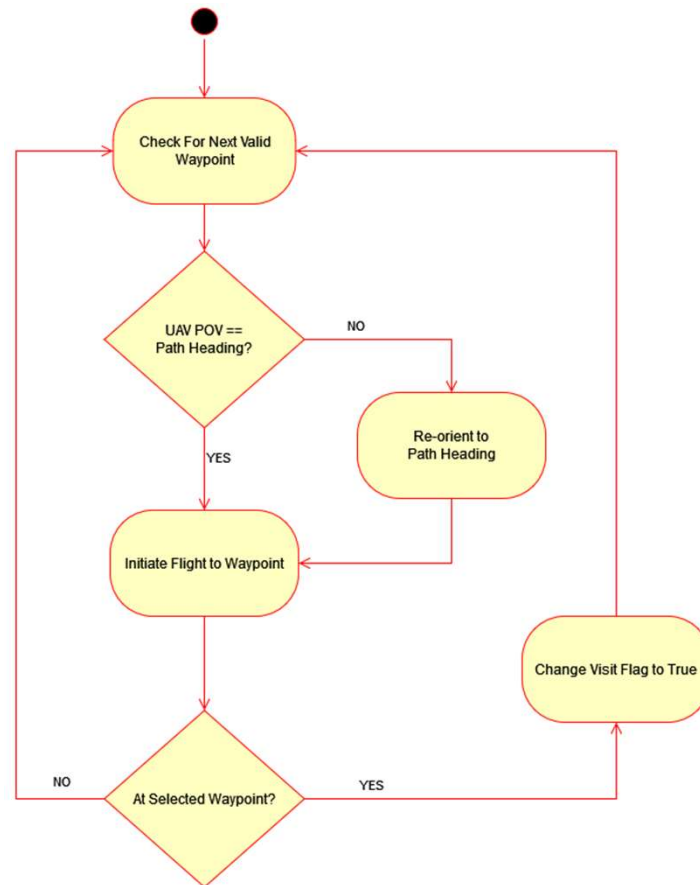 Check For Next Valid
Waypoint
UAV POV ==
Path Heading?
NO
Re-orient to
Path Heading
YES
Initiate Flight to Waypoint
Change Visit Flag to True
At Selected Waypoint?
NO
YES